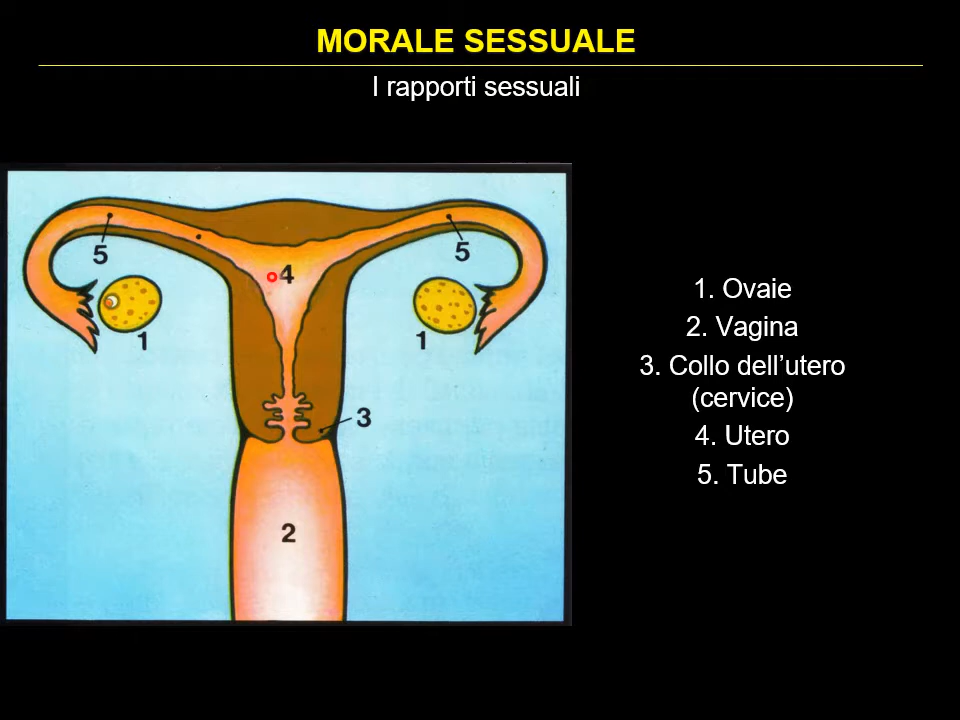 MORALE SESSUALE
I rapporti sessuali
5
5
4
1
1
3
2
1. Ovaie
2. Vagina
3. Collo dell’utero
(cervice)
4. Utero
5. Tube